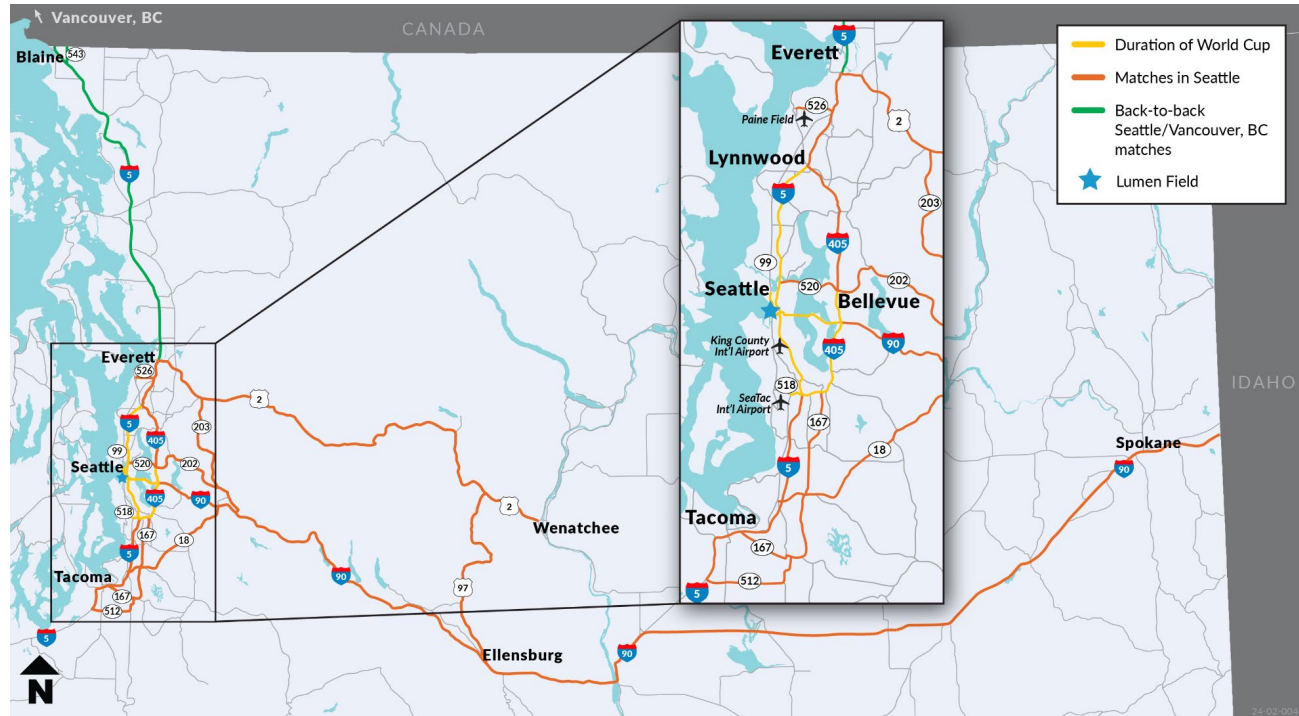 Vancouver, BC
CANADA
Blaine
543
5
Everett
526
2
203
5
405
99
Seattle
520
202
405
90
518
167
18
5
Tacoma
167
512
5
N
2
Wenatchee
97
90
Ellensburg
90
Spokane
90
IDAHO
5
Everett
526
Paine Field
2
Lynnwood
5
203
405
99
Seattle
520
202
Bellevue
King County
Int'l Airport
405
90
518
SeaTac
Int'l Airport
167
18
5
Tacoma
167
512
5
Duration of World Cup
Matches in Seattle
Back-to-back
Seattle/Vancouver, BC
matches
Lumen Field
24-02-004